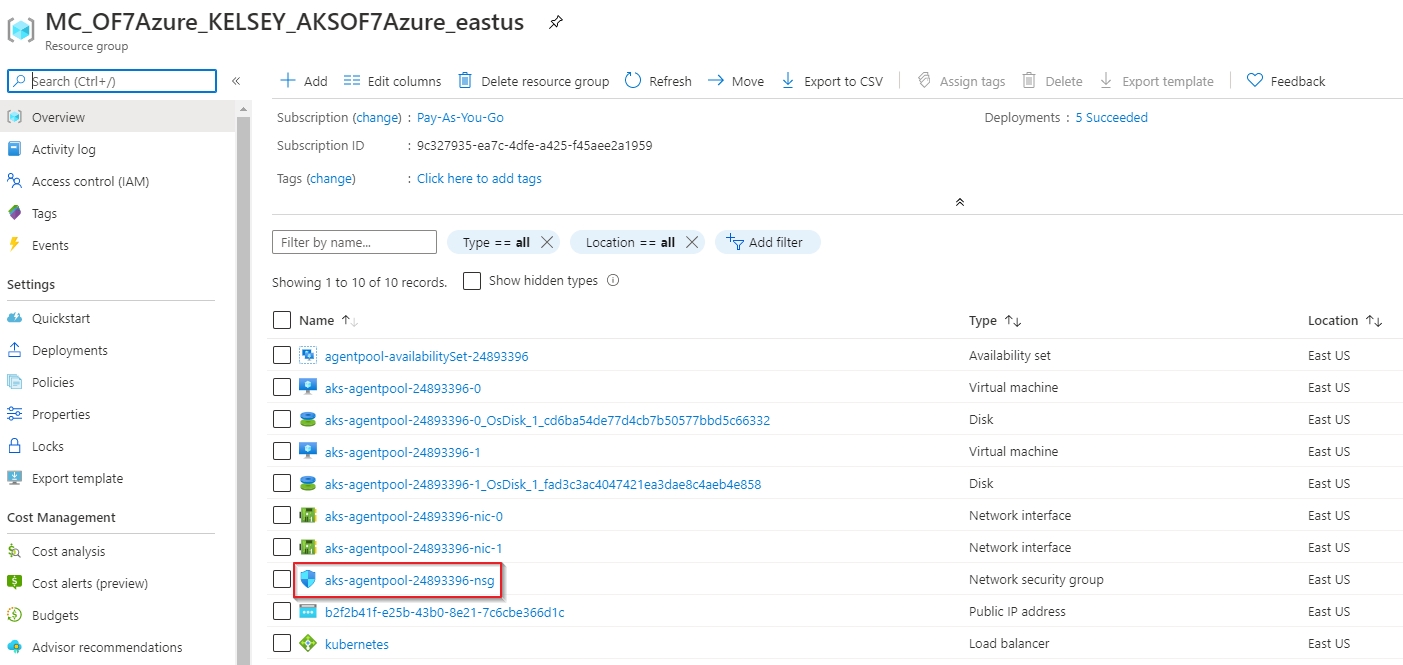 MC_OF7Azure_KELSEY_AKSOF7Azure_eastus
Resource group
Search (Ctrl+/)
Overview
Activity log
Access control (IAM)
Tags
Events
Settings
Quickstart
Deployments
Policies
Properties
Locks
Export template
Cost Management
Cost analysis
Cost alerts (preview)
Budgets
Advisor recommendations
Add Edit columns Delete resource group Refresh Move Export to CSV Assign tags Delete Export template Feedback
Subscription (change) : Pay-As-You-Go Deployments : 5 Succeeded
Subscription ID : 9c327935-ea7c-4dfe-a425-f45aee2a1959
Tags (change) : Click here to add tags
Filter by name... Type == all Location == all Add filter
Showing 1 to 10 of 10 records. Show hidden types
Name Type Location
agentpool-availabilitySet-24893396 Availability set East US
aks-agentpool-24893396-0 Virtual machine East US
aks-agentpool-24893396-0_OsDisk_1_cd6ba54de77d4cb7b50577bbd5c66332 Disk East US
aks-agentpool-24893396-1 Virtual machine East US
aks-agentpool-24893396-1_OsDisk_1_fad3c3ac4047421ea3dae8c4aeb4e858 Disk East US
aks-agentpool-24893396-nic-0 Network interface East US
aks-agentpool-24893396-nic-1 Network interface East US
aks-agentpool-24893396-nsg Network security group East US
b2f2b41f-e25b-43b0-8e21-7c6cbe366d1c Public IP address East US
kubernetes Load balancer East US